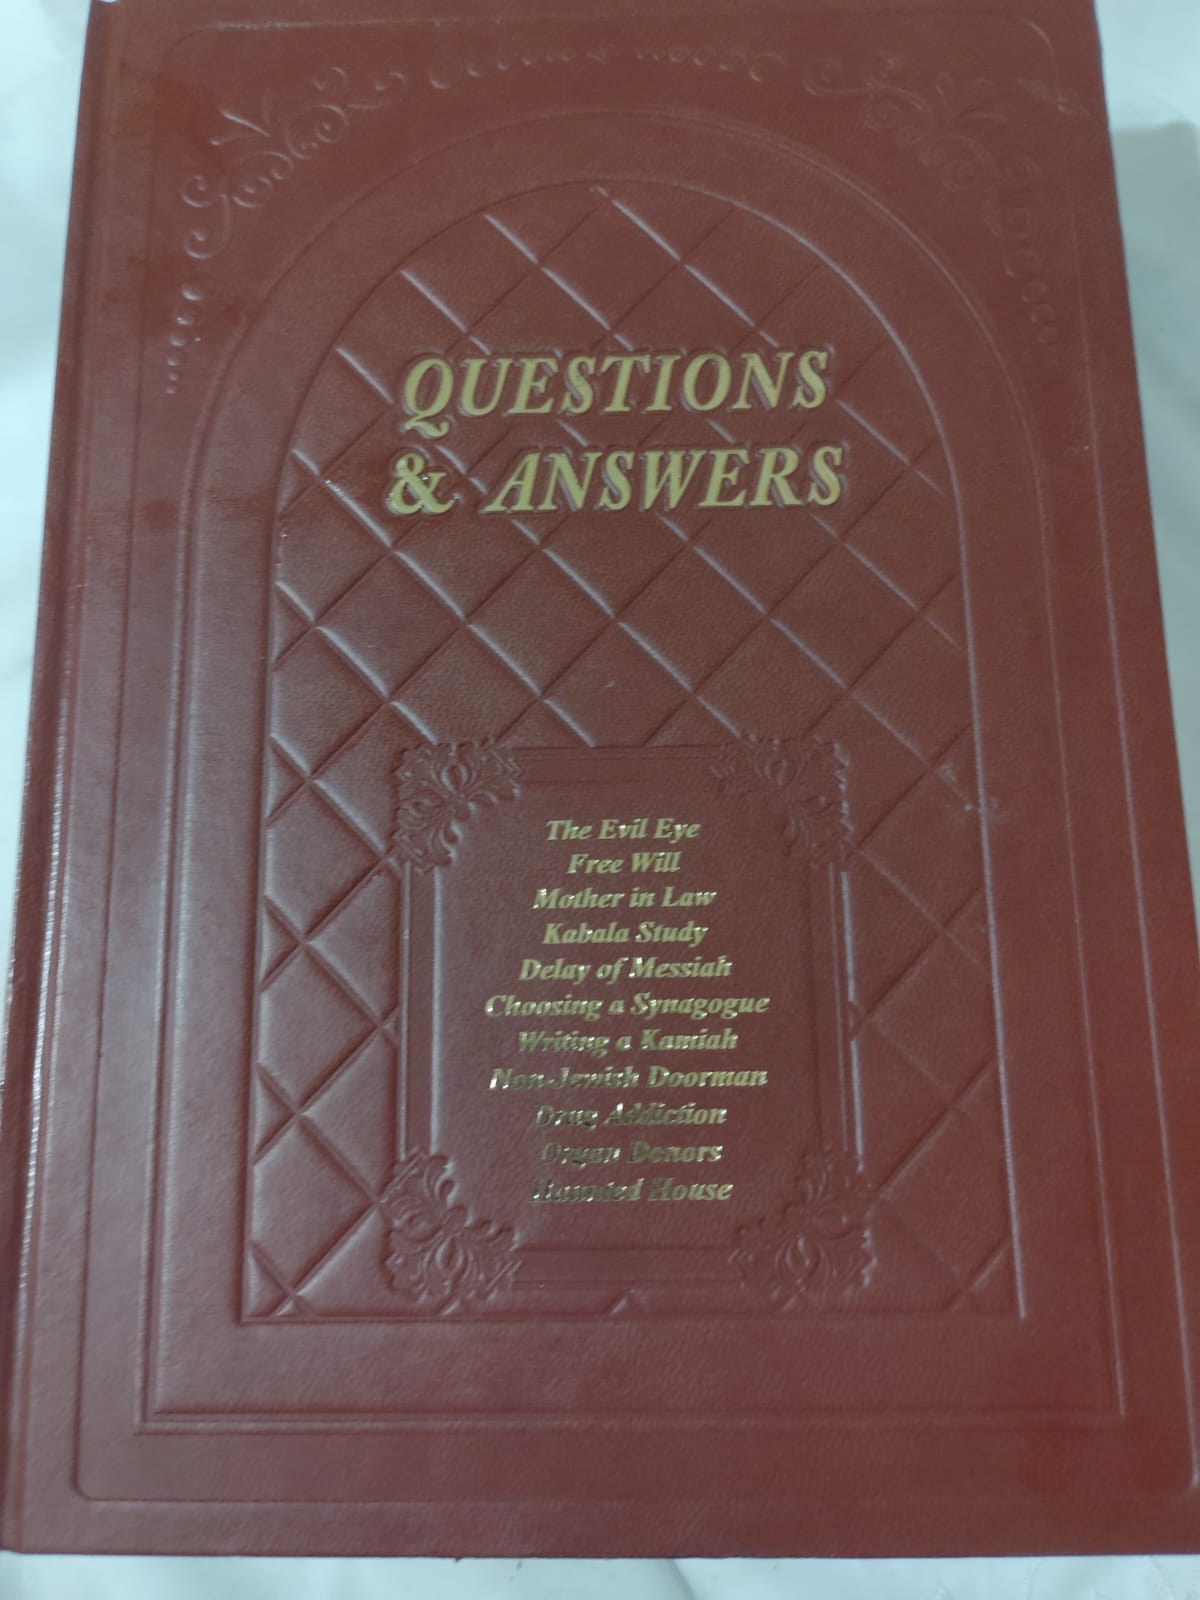 QUESTIONS
& ANSWERS
The Evil Eye
Free Will
Mother in Law
Kabala Study
Delay of Messiah
Choosing a Synagogue
Writing a Kamiah
Non-Jewish Doorman
Drug Addiction
Organ Donors
Haunted House